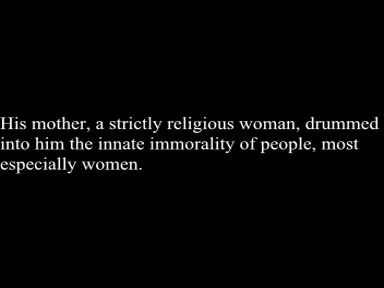 His mother, a strictly religious woman, drummed
into him the innate immorality of people, most
especially women.